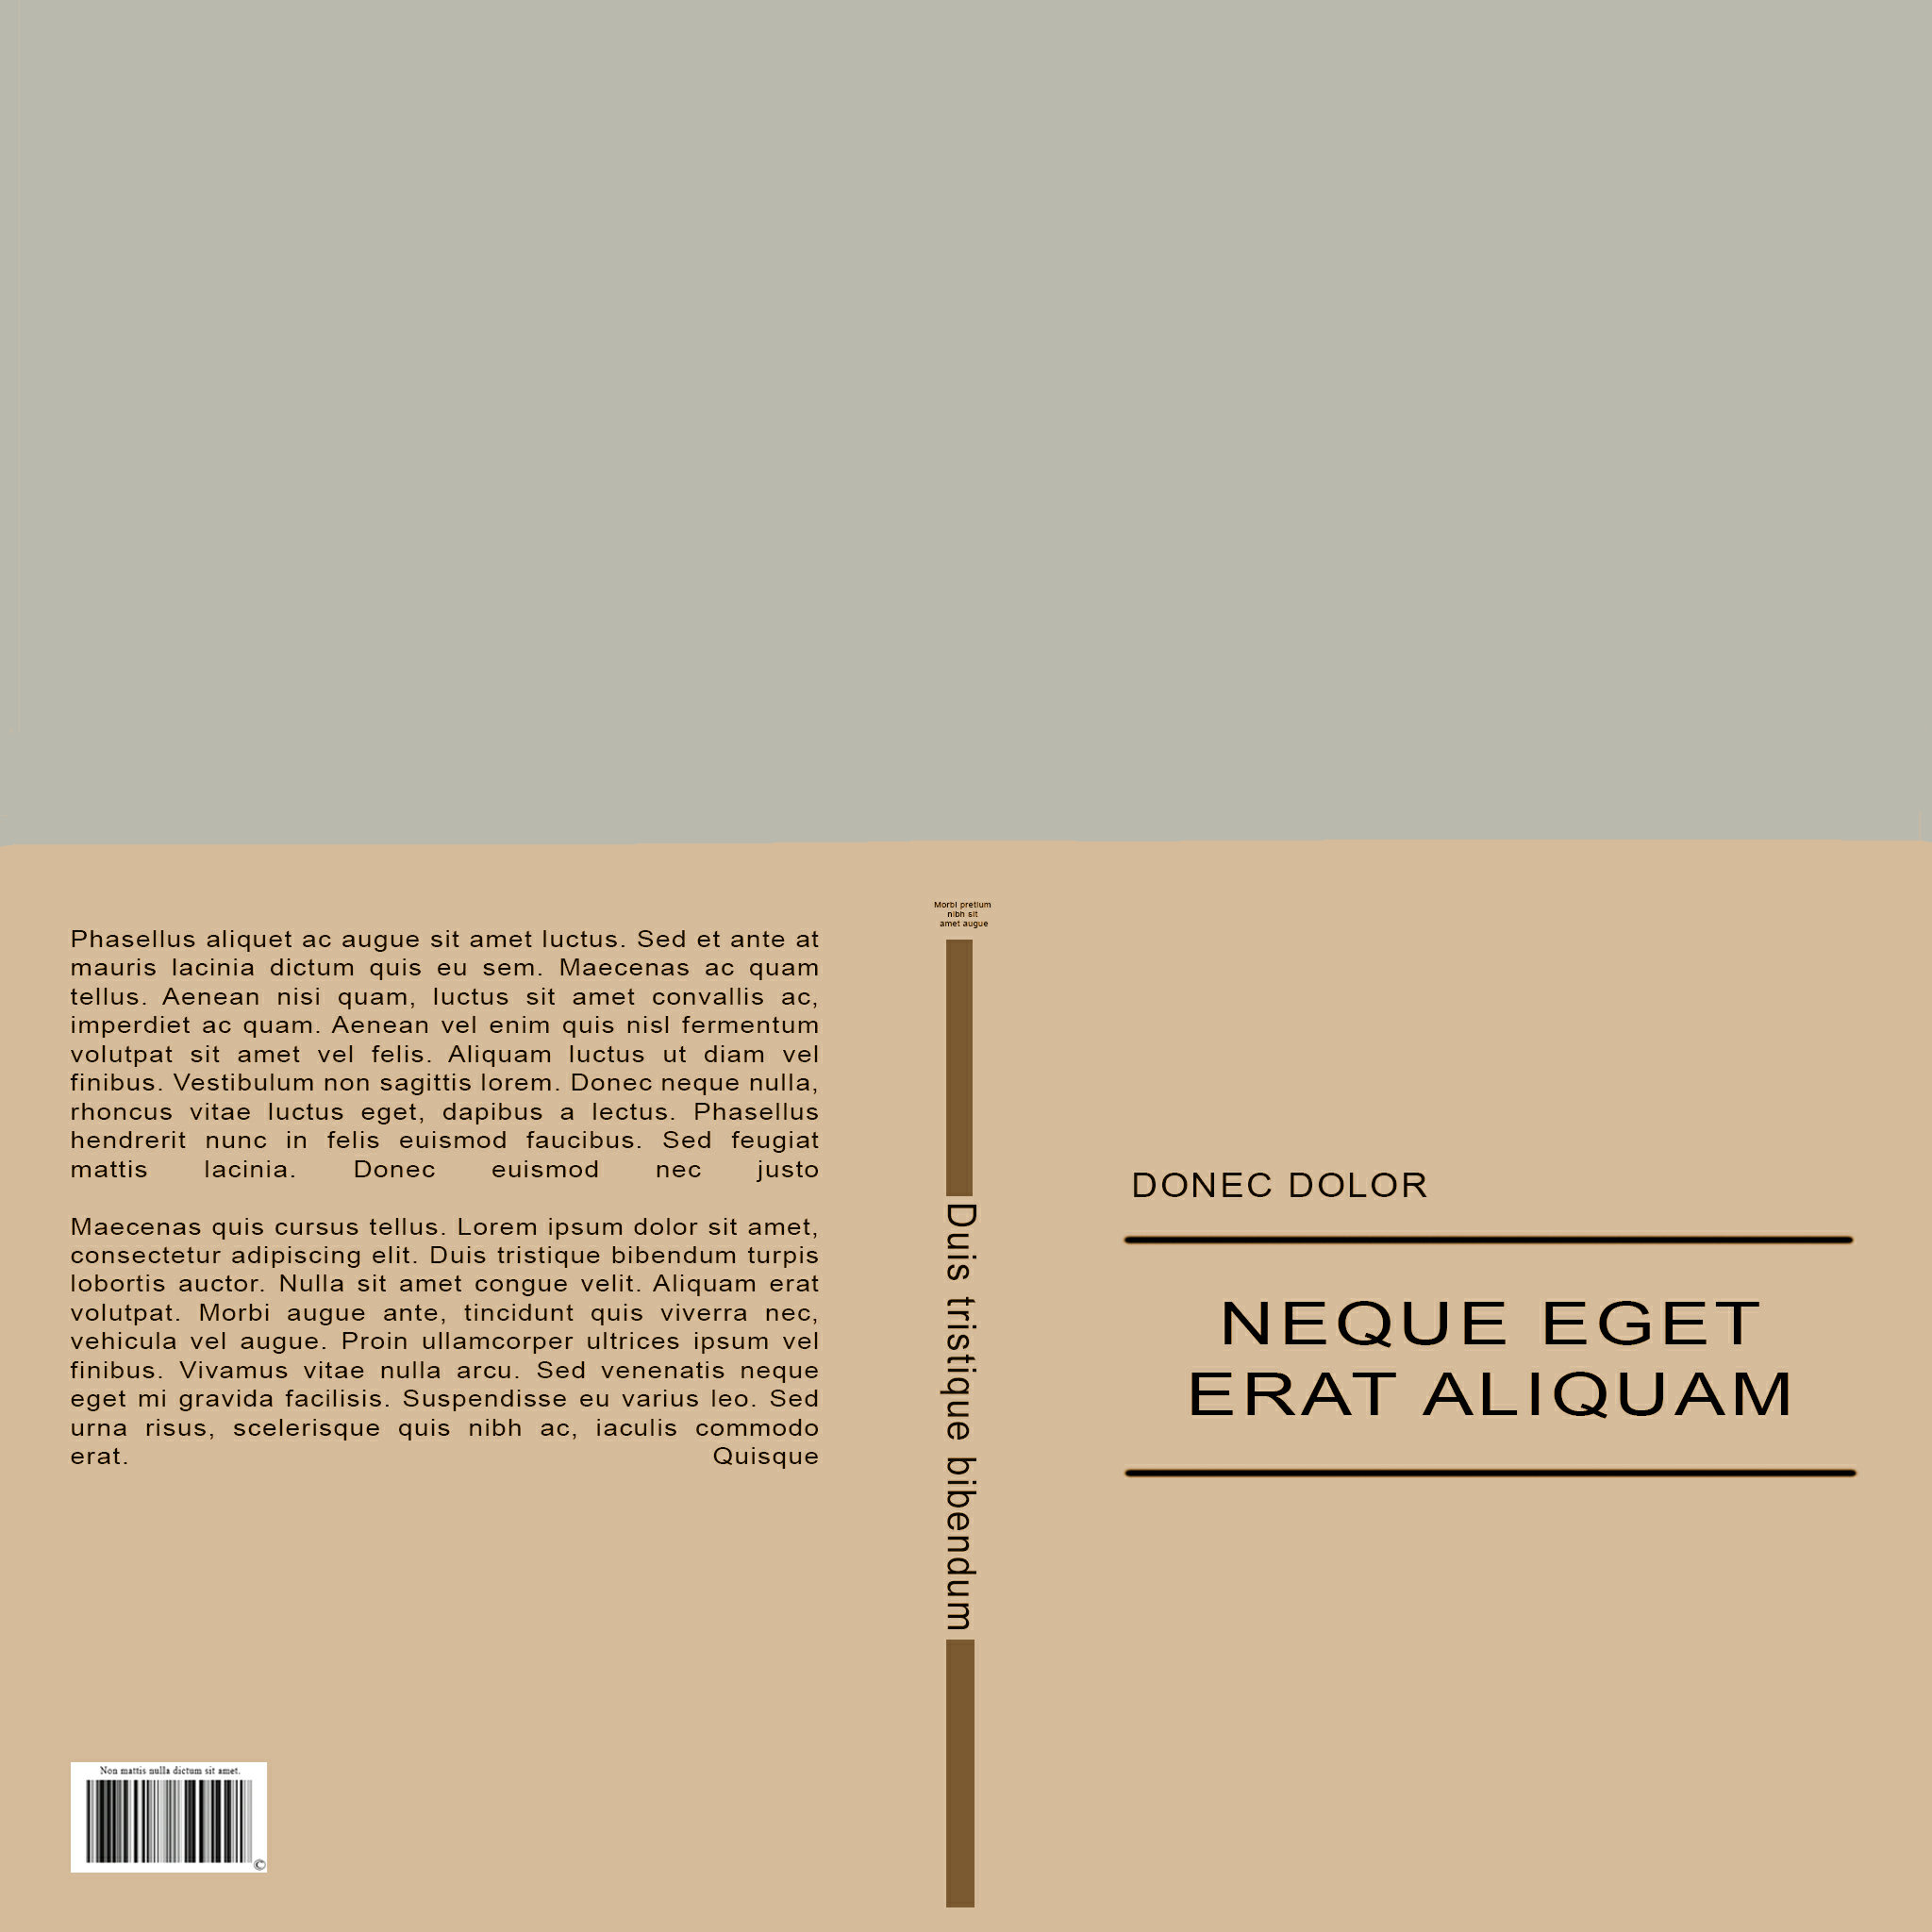 Phasellus aliquet ac augue sit amet luctus. Sed et ante at
mauris lacinia dictum quis eu sem. Maecenas ac quam
tellus. Aenean nisi quam, luctus sit amet convallis ac,
imperdiet ac quam. Aenean vel enim quis nisl fermentum
volutpat sit amet vel felis. Aliquam luctus ut diam vel
finibus. Vestibulum non sagittis lorem. Donec neque nulla,
rhoncus vitae luctus eget, dapibus a lectus. Phasellus
hendrerit nunc in felis euismod faucibus. Sed feugiat
mattis lacinia. Donec euismod nec justo
Maecenas quis cursus tellus. Lorem ipsum dolor sit amet,
consectetur adipiscing elit. Duis tristique bibendum turpis
lobortis auctor. Nulla sit amet congue velit. Aliquam erat
volutpat. Morbi augue ante, tincidunt quis viverra nec,
vehicula vel augue. Proin ullamcorper ultrices ipsum vel
finibus. Vivamus vitae nulla arcu. Sed venenatis neque
eget mi gravida facilisis. Suspendisse eu varius leo. Sed
urna risus, scelerisque quis nibh ac, iaculis commodo
erat. Quisque
Non mattis nulla dictum sit amet.
©
Morbi pretium
nibh sit
amet augue
Duis tristique bibendum
DONEC DOLOR
NEQUE EGET
ERAT ALIQUAM